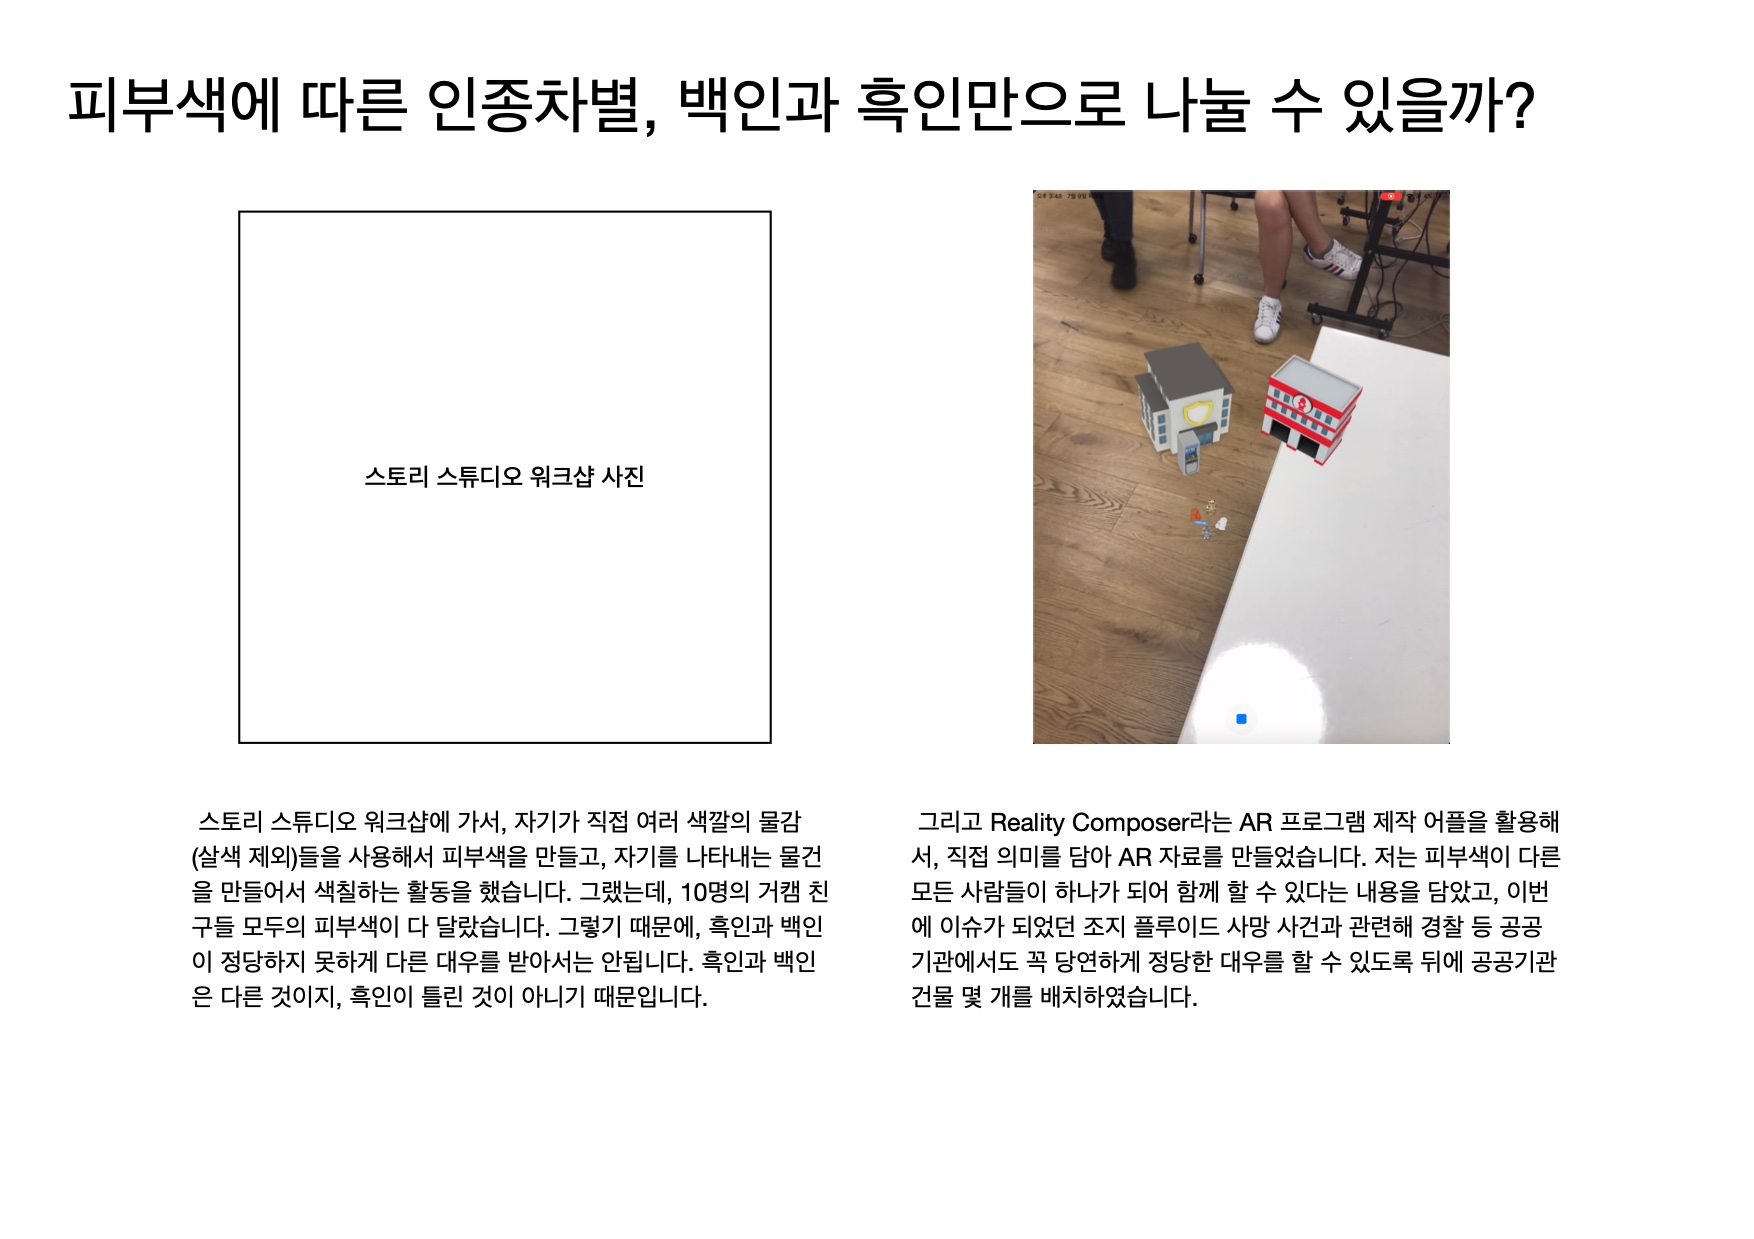 피부색에 따른 인종차별, 백인과 흑인만으로 나눌 수 있을까?
스토리 스튜디오 워크샵 사진
스토리 스튜디오 워크샵에 가서, 자기가 직접 여러 색깔의 물감
(살색 제외)들을 사용해서 피부색을 만들고, 자기를 나타내는 물건
을 만들어서 색칠하는 활동을 했습니다. 그랬는데, 10명의 거캠 친
구들 모두의 피부색이 다 달랐습니다. 그렇기 때문에, 흑인과 백인
이 정당하지 못하게 다른 대우를 받아서는 안됩니다. 흑인과 백인
은 다른 것이지, 흑인이 틀린 것이 아니기 때문입니다.
그리고 Reality Composer라는 AR 프로그램 제작 어플을 활용해
서, 직접 의미를 담아 AR 자료를 만들었습니다. 저는 피부색이 다른
모든 사람들이 하나가 되어 함께 할 수 있다는 내용을 담았고, 이번
에 이슈가 되었던 조지 플루이드 사망 사건과 관련해 경찰 등 공공
기관에서도 꼭 당연하게 정당한 대우를 할 수 있도록 뒤에 공공기관
건물 몇 개를 배치하였습니다.